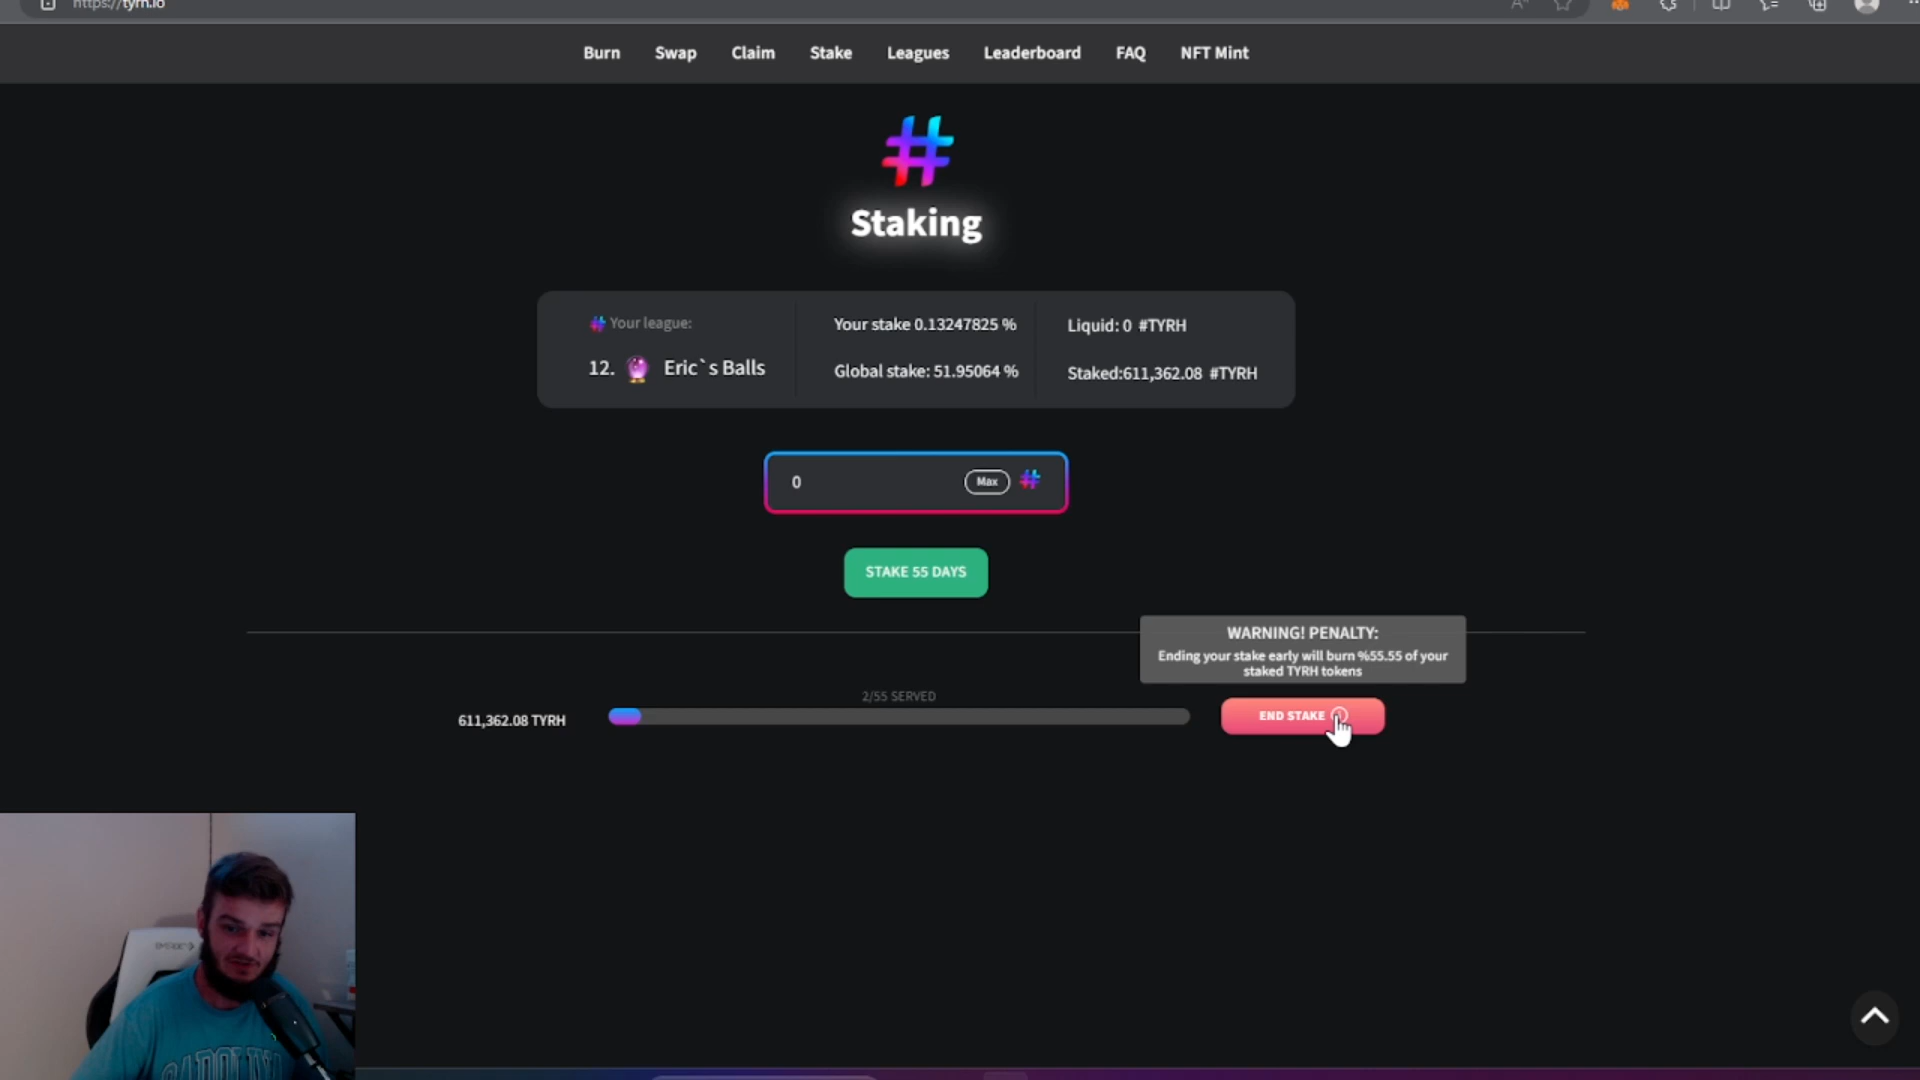 https://tyrh.io
Burn Swap Claim Stake Leagues Leaderboard FAQ NFT Mint
Staking
Your league:
12. Eric`s Balls
Your stake 0.13247825 %
Global stake: 51.95064 %
Liquid: 0 #TYRH
Staked:611,362.08 #TYRH
0 Max
STAKE 55 DAYS
WARNING! PENALTY:
Ending your stake early will burn %55.55 of your
staked TYRH tokens
2/55 SERVED
611,362.08 TYRH
END STAKE